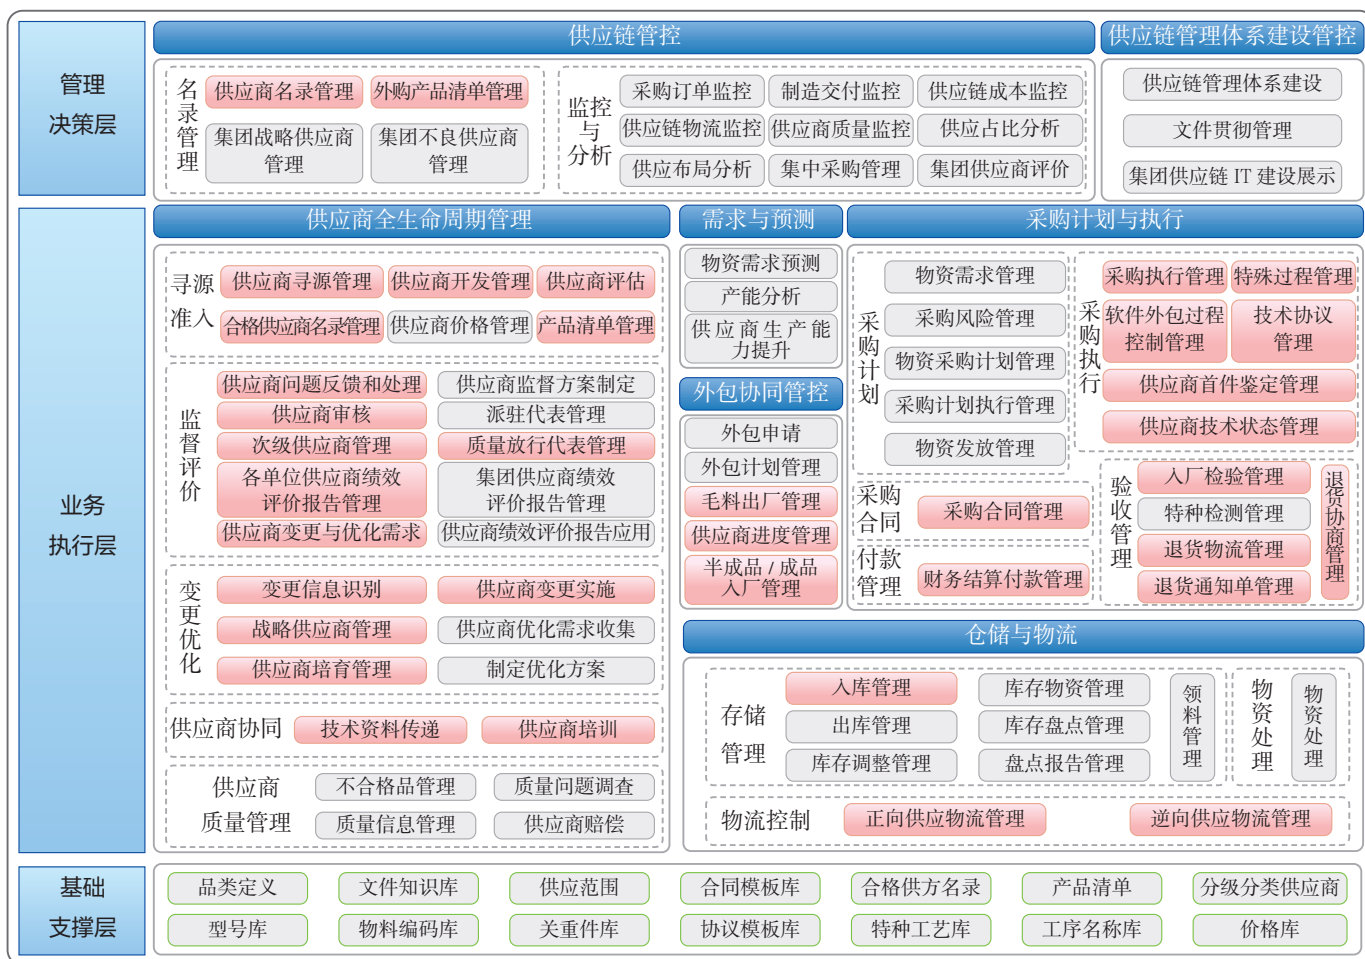 管理
决策层
供应链管控
名录管理
供应商名录管理
外购产品清单管理
集团战略供应商
管理
集团不良供应商
管理
监控
与
分析
采购订单监控
制造交付监控
供应链成本监控
供应链物流监控
供应商质量监控
供应占比分析
供应布局分析
集中采购管理
集团供应商评价
供应链管理体系建设管控
供应链管理体系建设
文件贯彻管理
集团供应链 IT 建设展示
业务
执行层
供应商全生命周期管理
寻源
准入
供应商寻源管理
供应商开发管理
供应商评估
合格供应商名录管理
供应商价格管理
产品清单管理
监督评价
供应商问题反馈和处理
供应商监督方案制定
供应商审核
派驻代表管理
次级供应商管理
质量放行代表管理
各单位供应商绩效
评价报告管理
集团供应商绩效
评价报告管理
供应商变更与优化需求
供应商绩效评价报告应用
变更优化
变更信息识别
供应商变更实施
战略供应商管理
供应商优化需求收集
供应商培育管理
制定优化方案
供应商协同
技术资料传递
供应商培训
供应商
质量管理
不合格品管理
质量问题调查
质量信息管理
供应商赔偿
需求与预测
物资需求预测
产能分析
供应商生产能
力提升
外包协同管控
外包申请
外包计划管理
毛料出厂管理
供应商进度管理
半成品 / 成品
入厂管理
采购计划与执行
采购计划
物资需求管理
采购风险管理
物资采购计划管理
采购计划执行管理
物资发放管理
采购
合同
采购合同管理
付款
管理
财务结算付款管理
采购执行
采购执行管理
特殊过程管理
软件外包过程
控制管理
技术协议
管理
供应商首件鉴定管理
供应商技术状态管理
验收管理
入厂检验管理
特种检测管理
退货物流管理
退货通知单管理
退货协商管理
仓储与物流
存储
管理
入库管理
库存物资管理
出库管理
库存盘点管理
库存调整管理
盘点报告管理
领料管理
物资处理
物资处理
物流控制
正向供应物流管理
逆向供应物流管理
基础
支撑层
品类定义
文件知识库
供应范围
合同模板库
合格供方名录
产品清单
分级分类供应商
型号库
物料编码库
关重件库
协议模板库
特种工艺库
工序名称库
价格库